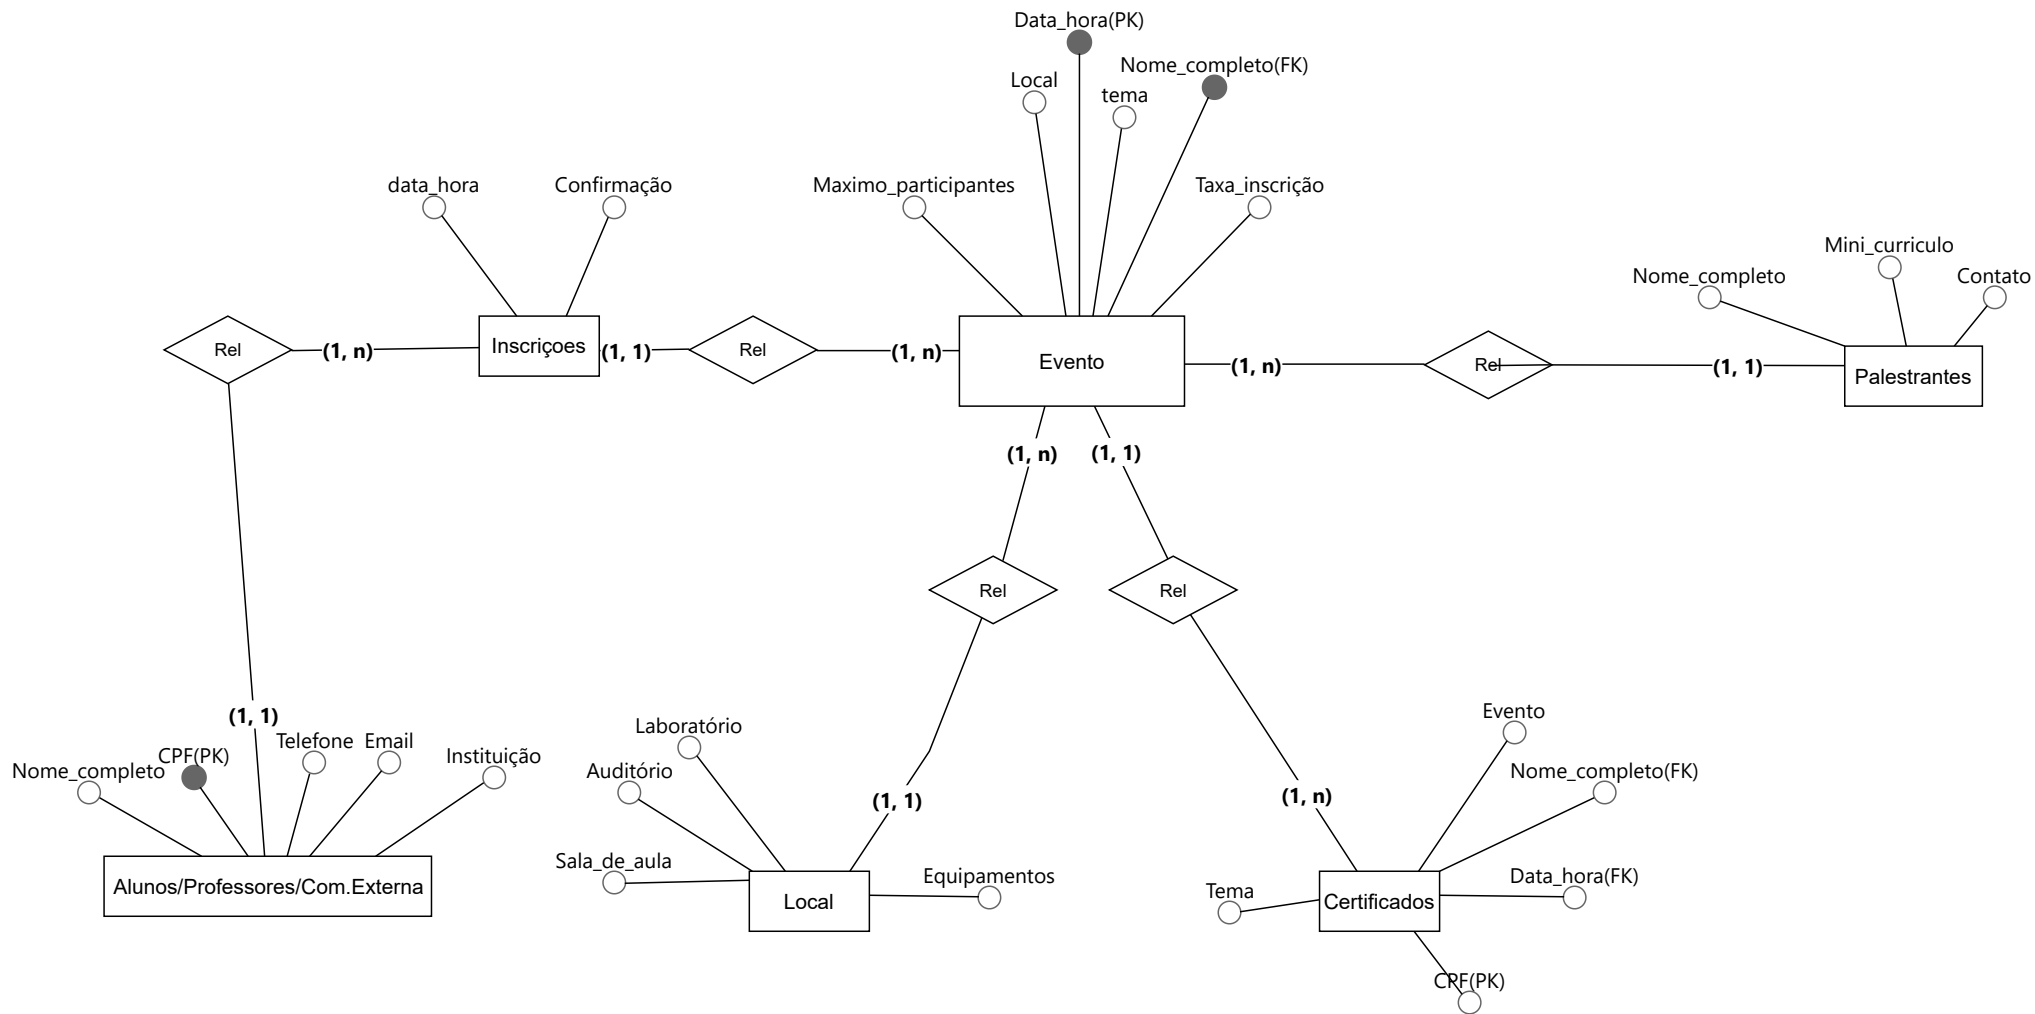 Data_hora(PK)
Nome_completo(FK)
Local
tema
data_hora
Confirmação
Maximo_participantes
Taxa_inscrição
Mini_curriculo
Nome_completo
Contato
Rel
(1, n)
Inscriçoes
(1, 1)
Rel
(1, n)
Evento
(1, n)
Rel
(1, 1)
Palestrantes
(1, n)
(1, 1)
Rel
Rel
(1, 1)
Laboratório
Evento
CPF(PK)
Telefone
Email
Instituição
Nome_completo
Auditório
Nome_completo(FK)
(1, 1)
(1, n)
Sala_de_aula
Equipamentos
Data_hora(FK)
Tema
Alunos/Professores/Com.Externa
Local
Certificados
CPF(PK)